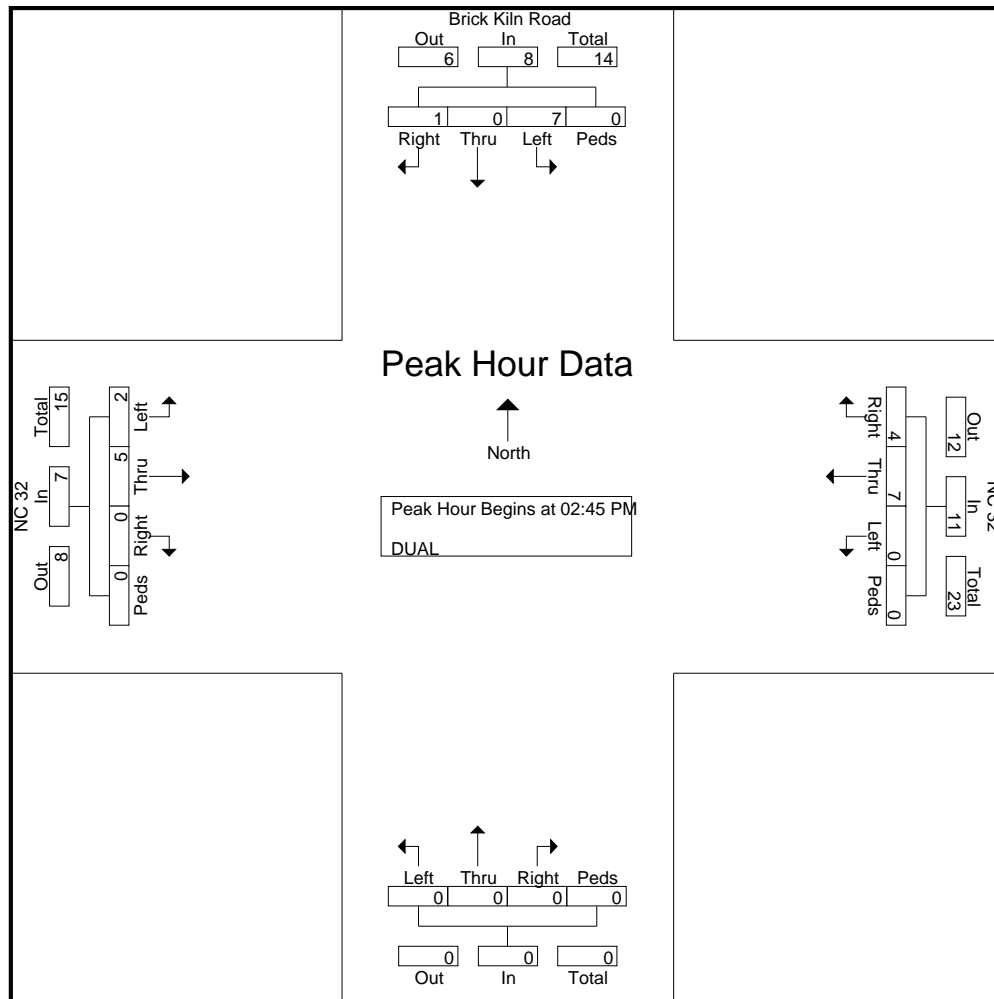 Brick Kiln Road
Out In Total
6 8 14
1 0 7 0
Right Thru Left Peds
Peak Hour Data
North
Peak Hour Begins at 02:45 PM
DUAL
NC 32
Total In Out
15 7 8
2 5 0 0
Left Thru Right Peds
Right Thru Left Peds
4 7 0 0
Out In Total
12 11 23
NC 32
Left Thru Right Peds
0 0 0 0
0 0 0
Out In Total